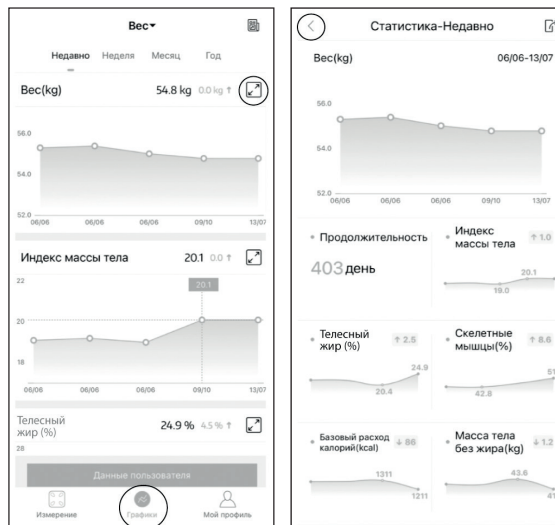 Вес▾
Недавно Неделя Месяц Год
Вес(kg) 54.8 kg 0.0 kg ↑
56.0
54.0
52.0
06/06 06/06 06/06 09/10 13/07
Индекс массы тела 20.1 0.0 ↑
22
20.1
20
18
06/06 06/06 06/06 09/10 13/07
Телесный
жир (%) 24.9 % 4.5 % ↑
28
Данные пользователя
Измерение Графики Мой профиль
Статистика-Недавно
Вес(kg) 06/06-13/07
56.0
54.0
52.0
06/06 06/06 06/06 09/10 13/07
Продолжительность
403 день
Индекс
массы тела ↑ 1.0
20.1
19.0
Телесный
жир (%) ↑ 2.5
24.9
20.4
Скелетные
мышцы(%) ↑ 8.6
51
42.8
Базовый расход
калорий(kcal) ↓ 86
1311
1211
Масса тела
без жира(kg) ↓ 1.2
43.6
41